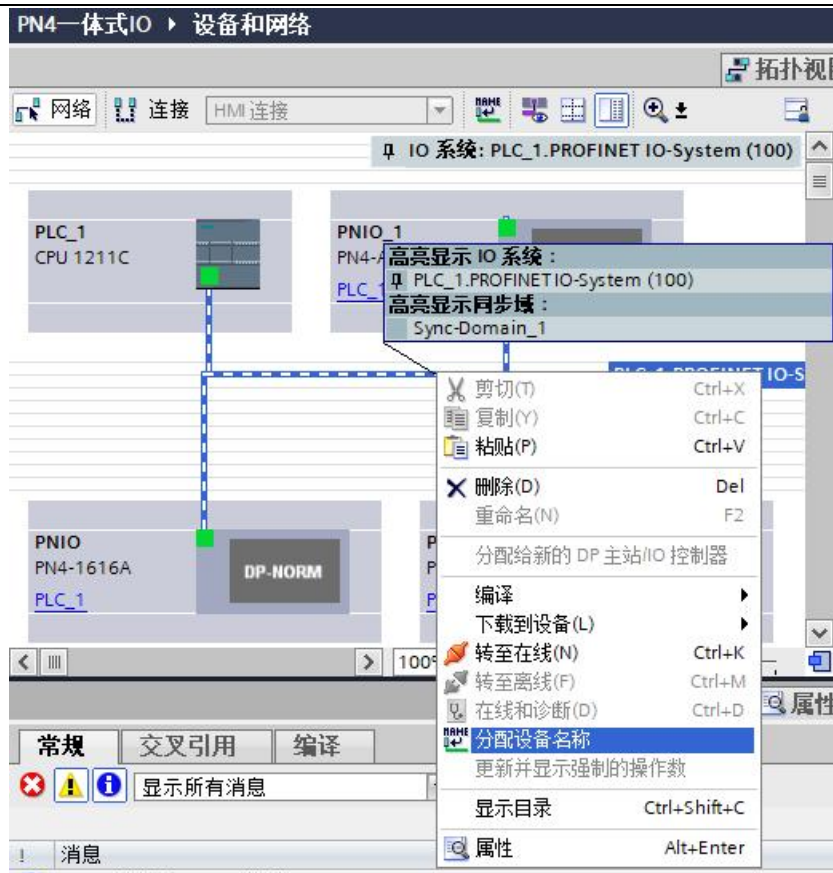 PN4一体式IO ▸ 设备和网络
拓扑视
网络 连接 HMI 连接
IO 系统: PLC_1.PROFINET IO-System (100)
PLC_1
CPU 1211C
PNIO_1
PN4-
PLC_1
高亮显示 IO 系统：
PLC_1.PROFINETIO-System (100)
高亮显示同步域：
Sync-Domain_1
剪切(T) Ctrl+X
复制(Y) Ctrl+C
粘贴(P) Ctrl+V
删除(D) Del
重命名(N) F2
分配给新的 DP 主站/IO 控制器
编译
下载到设备(L)
转至在线(N) Ctrl+K
转至离线(F) Ctrl+M
在线和诊断(D) Ctrl+D
NAME 分配设备名称
更新并显示强制的操作数
显示目录 Ctrl+Shift+C
属性 Alt+Enter
PNIO
PN4-1616A
PLC_1
DP-NORM
P
P
P
100
属性
常规 交叉引用 编译
显示所有消息
! 消息